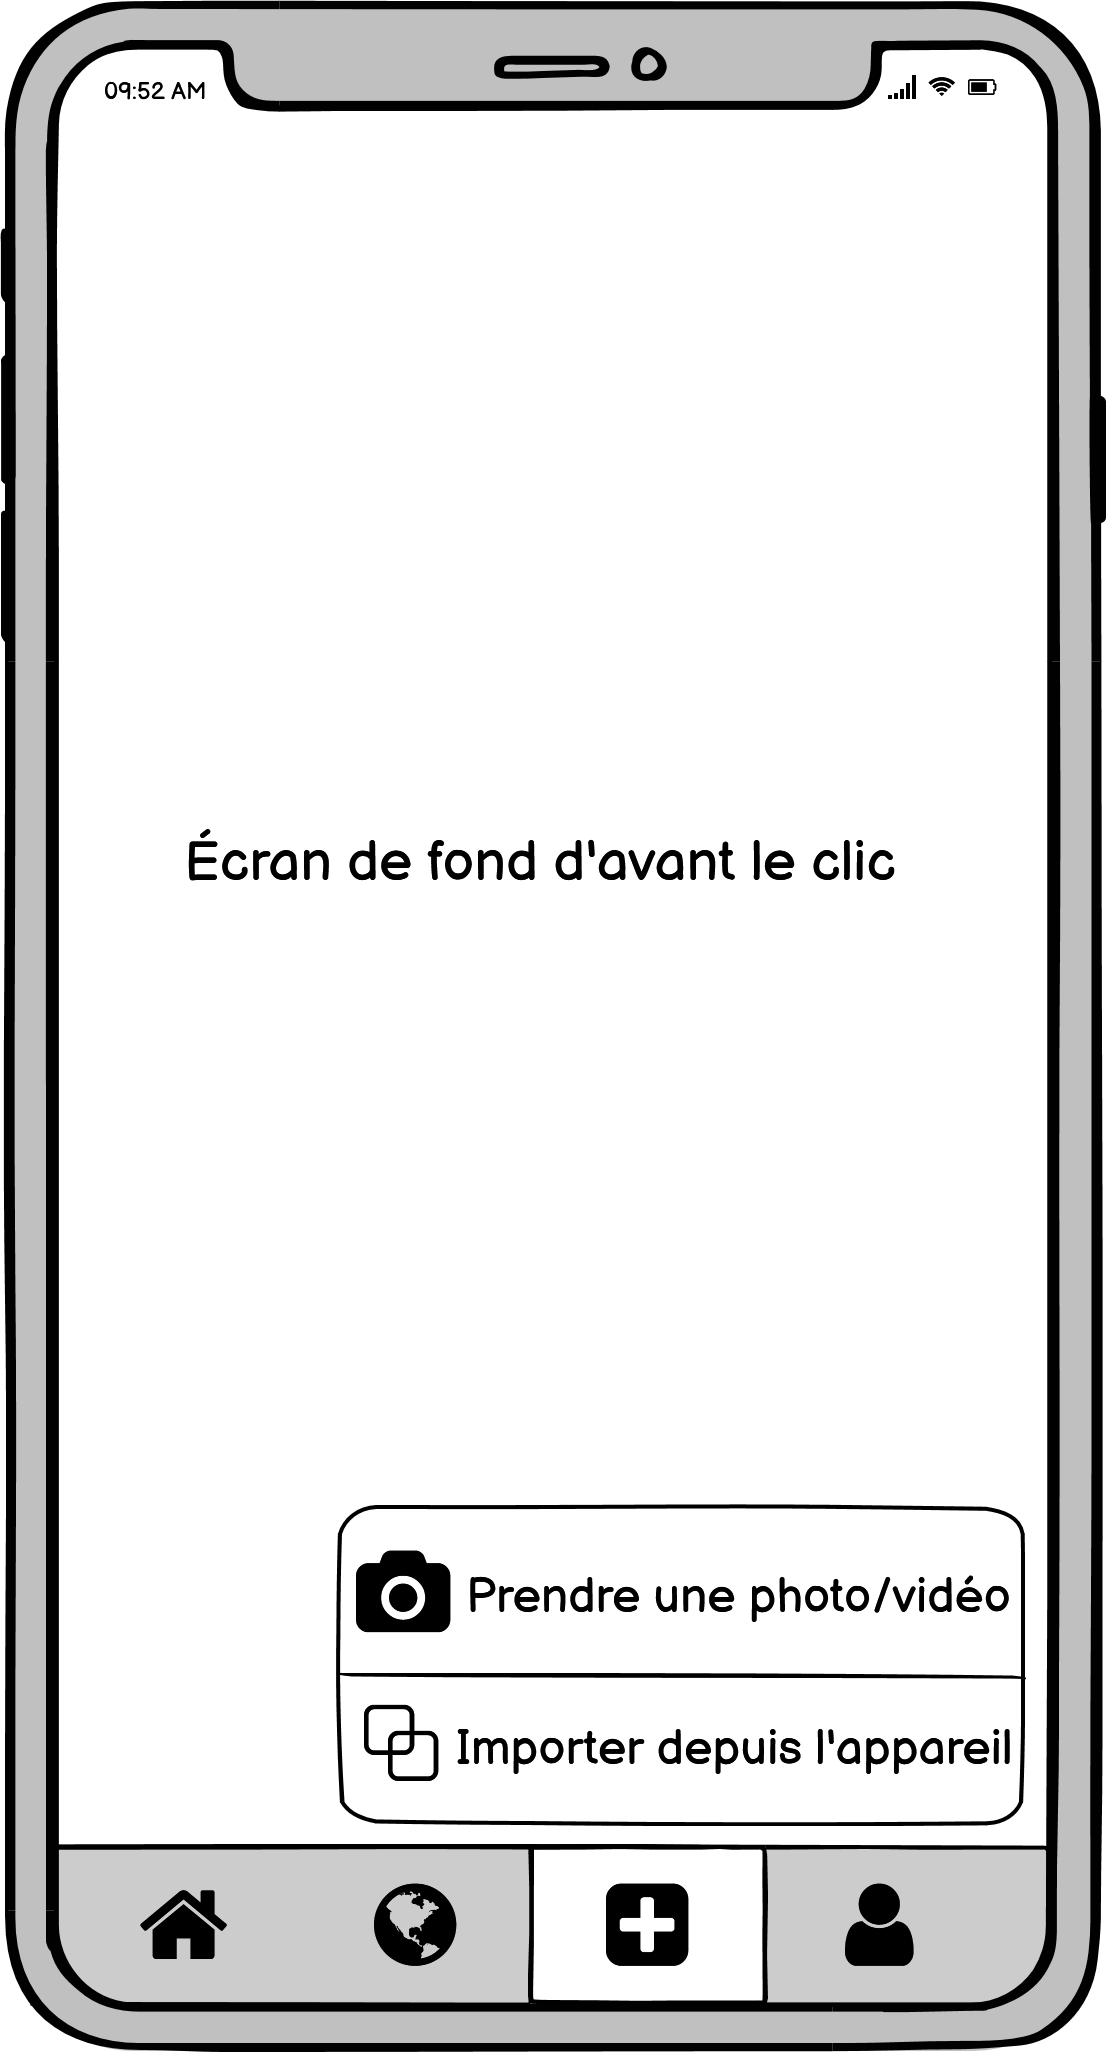 09:52 AM
Écran de fond d'avant le clic
Prendre une photo/vidéo
Importer depuis l'appareil